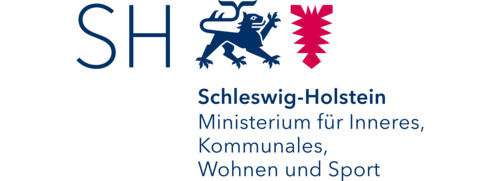 SH
Schleswig-Holstein
Ministerium für Inneres,
Kommunales,
Wohnen und Sport